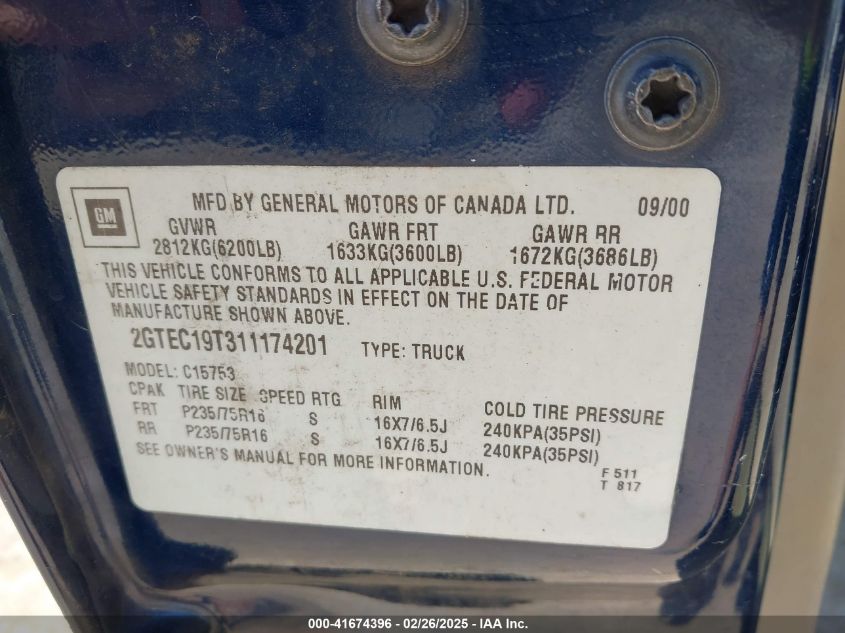 GM
MFD BY GENERAL MOTORS OF CANADA LTD. 09/00
GVWR GAWR FRT GAWR RR
2812KG(6200LB) 1633KG(3600LB) 1672KG(3686LB)
THIS VEHICLE CONFORMS TO ALL APPLICABLE U.S. FEDERAL MOTOR
VEHICLE SAFETY STANDARDS IN EFFECT ON THE DATE OF
MANUFACTURE SHOWN ABOVE.
2GTEC19T311174201 TYPE: TRUCK
MODEL: C15753
CPAK TIRE SIZE SPEED RTG RIM COLD TIRE PRESSURE
FRT P235/75R16 S 16X7/6.5J 240KPA(35PSI)
RR P235/75R16 S 16X7/6.5J 240KPA(35PSI)
SEE OWNER'S MANUAL FOR MORE INFORMATION.
F 511
T 817
000-41674396 - 02/26/2025 - IAA Inc.